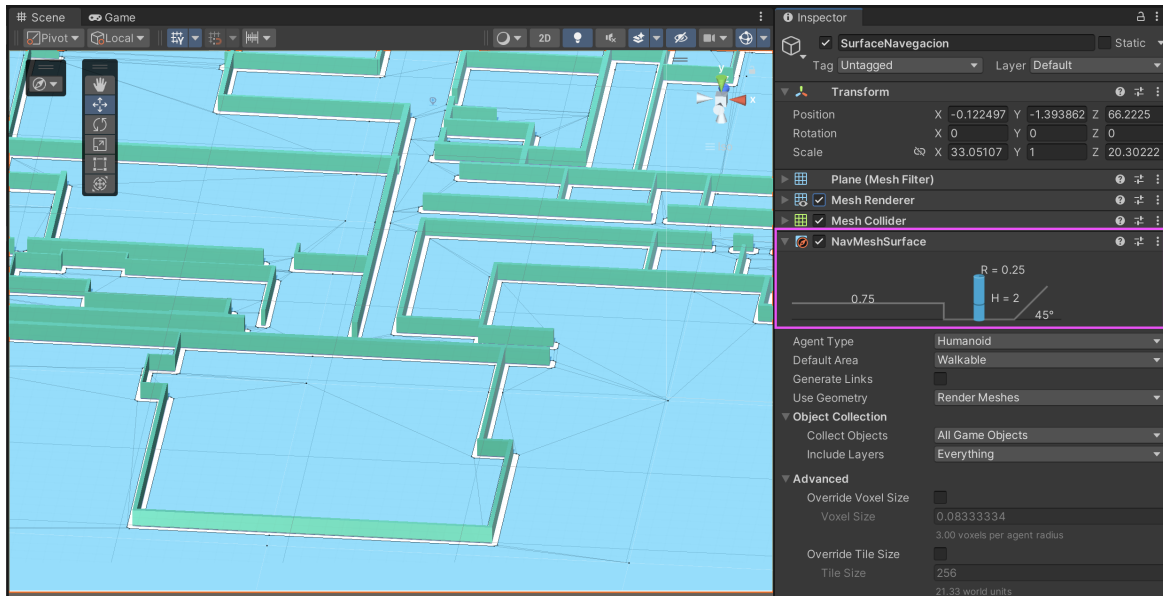 Scene Game
Pivot Local 2D
y
x
Inspector
SurfaceNavegacion Static
Tag Untagged Layer Default
Transform
Position X -0.122497 Y -1.393862 Z 66.2225
Rotation X 0 Y 0 Z 0
Scale X 33.05107 Y 1 Z 20.30222
Plane (Mesh Filter)
Mesh Renderer
Mesh Collider
NavMeshSurface
R = 0.25
0.75 H = 2
45°
Agent Type Humanoid
Default Area Walkable
Generate Links
Use Geometry Render Meshes
Object Collection
Collect Objects All Game Objects
Include Layers Everything
Advanced
Override Voxel Size
Voxel Size 0.08333334
3.00 voxels per agent radius
Override Tile Size
Tile Size 256
21.33 world units